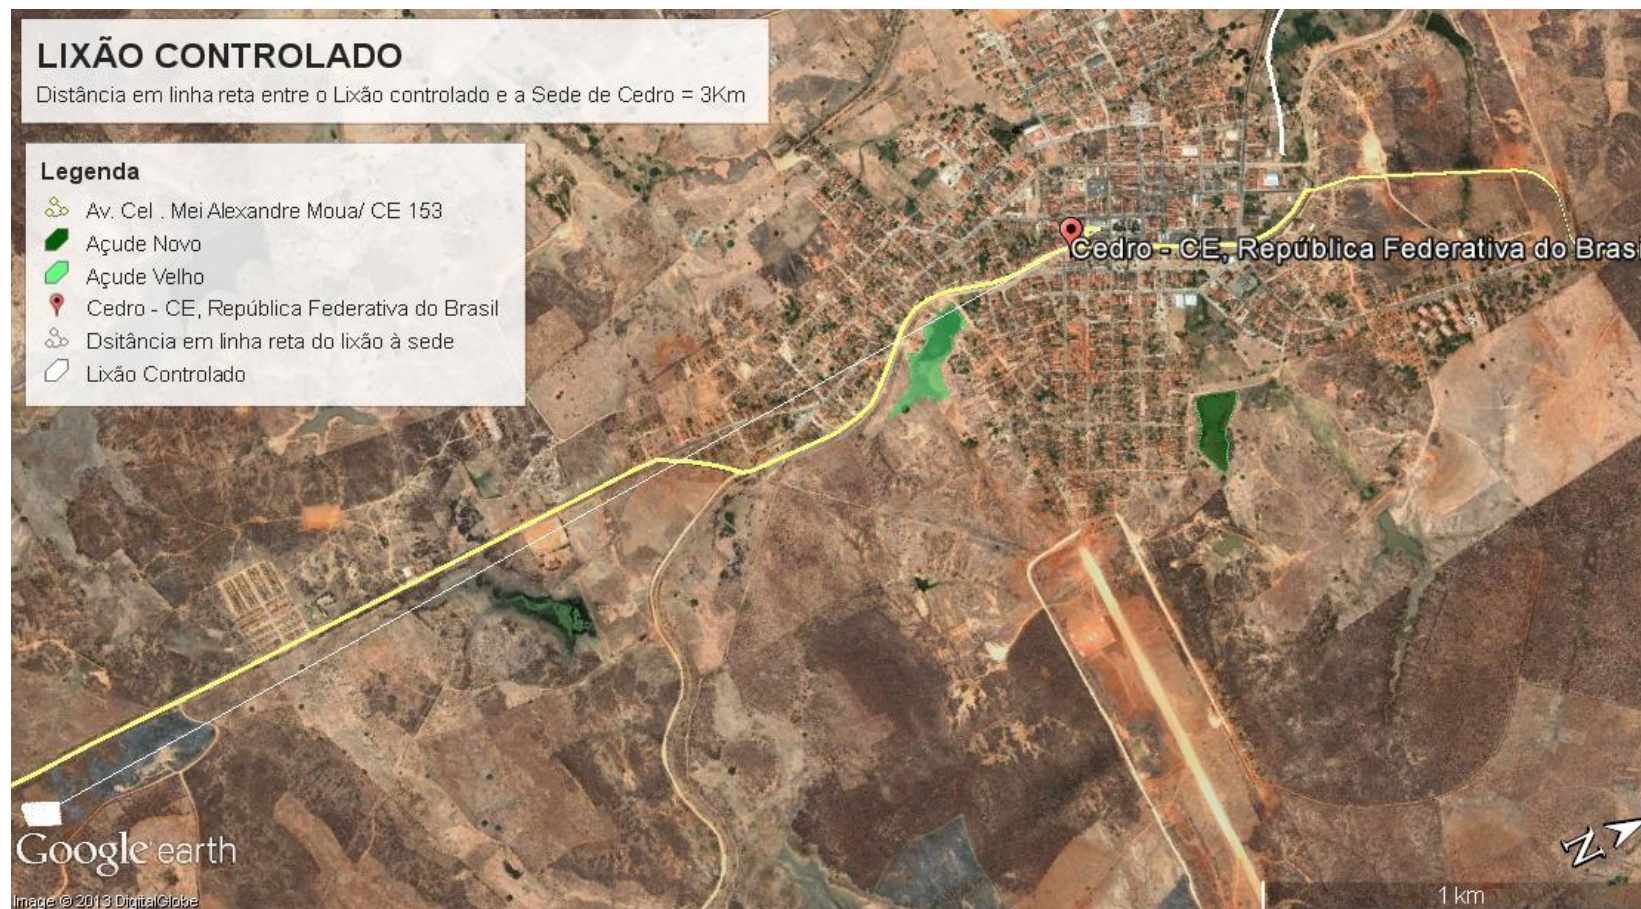 LIXÃO CONTROLADO
Distância em linha reta entre o Lixão controlado e a Sede de Cedro = 3Km
Legenda
Av. Cel . Mei Alexandre Moua/ CE 153
Açude Novo
Açude Velho
Cedro - CE, República Federativa do Brasil
Dsitância em linha reta do lixão à sede
Lixão Controlado
Cedro - CE, República Federativa do Brasi
Google earth
N
1 km
Image © 2013 DigitalGlobe